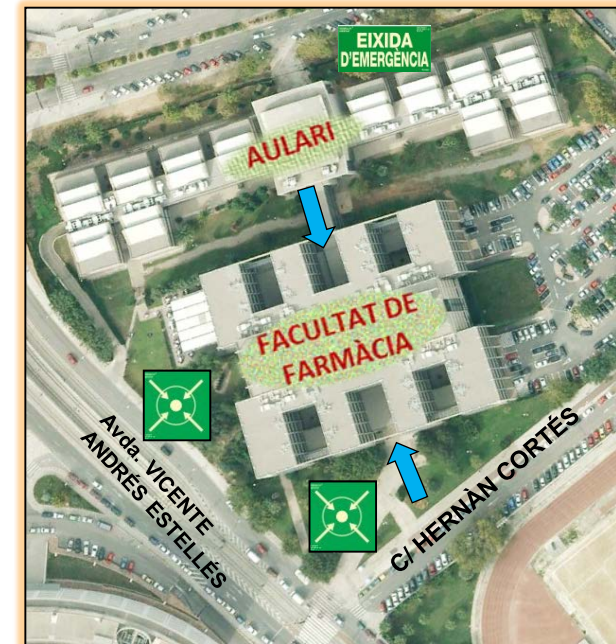 EIXIDA
D'EMERGÈNCIA
AULARI
FACULTAT DE
FARMÀCIA
Avda. VICENTE
ANDRÉS ESTELLÉS
C/ HERNÀN CORTÉS